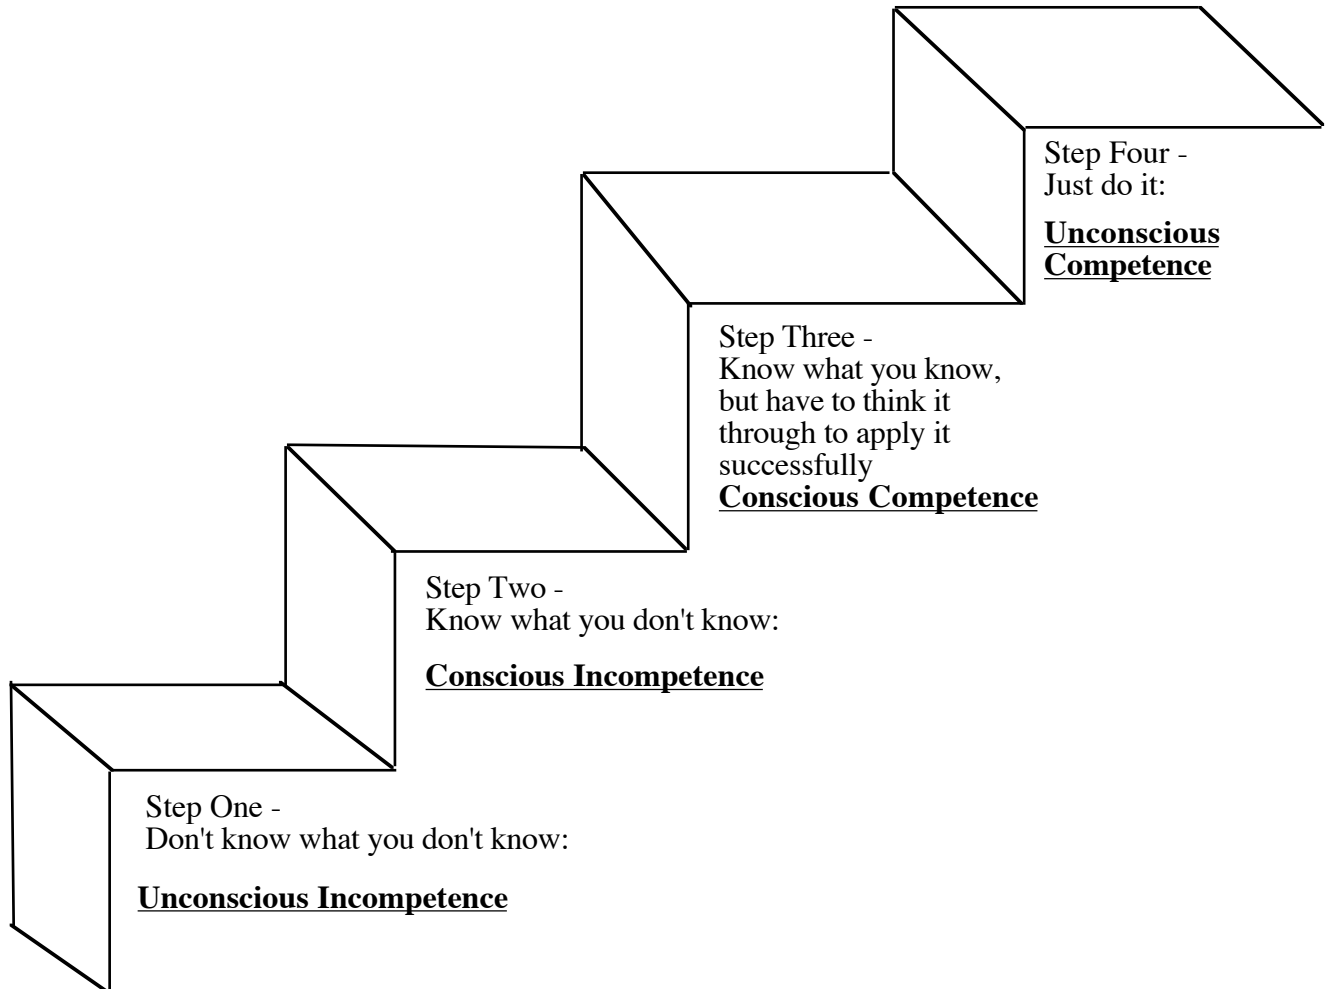 Step Four -
Just do it:
Unconscious
Competence
Step Three -
Know what you know,
but have to think it
through to apply it
successfully
Conscious Competence
Step Two -
Know what you don't know:
Conscious Incompetence
Step One -
Don't know what you don't know:
Unconscious Incompetence